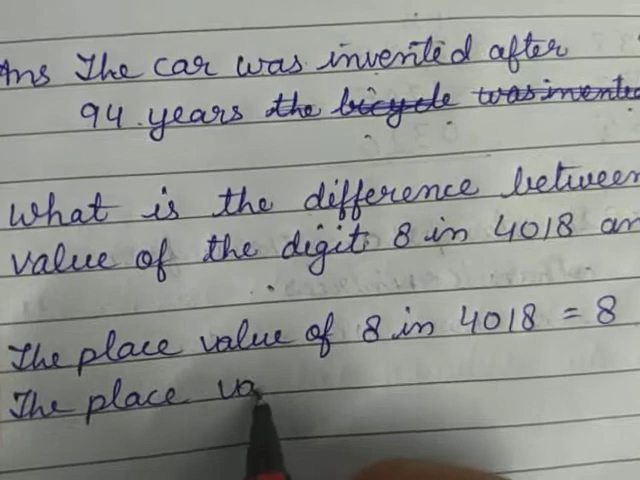 Ans The car was invented after
94 years the bicycle was invented
What is the difference between
value of the digit 8 in 4018 an
The place value of 8 in 4018 = 8
The place va